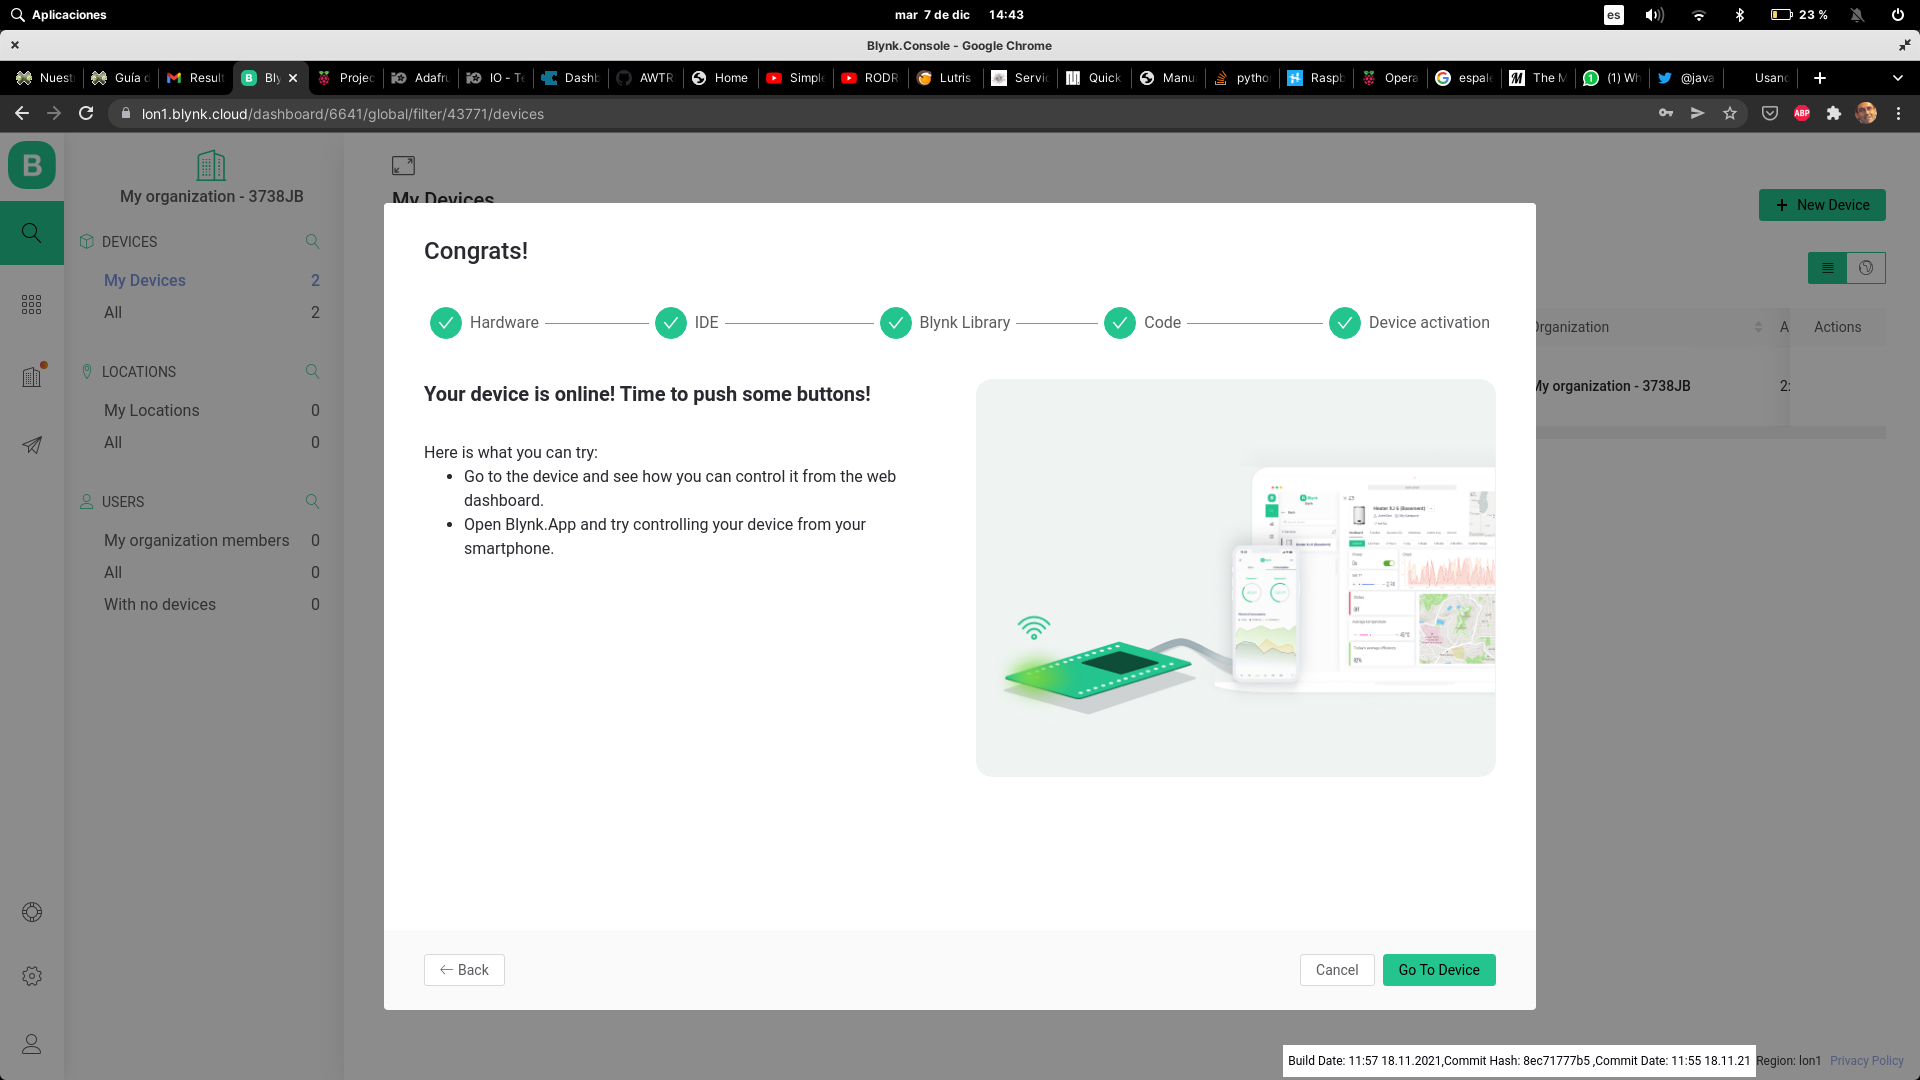 Aplicaciones
mar 7 de dic 14:43
es
23 %
Blynk.Console - Google Chrome
Nuest
Guía d
Result
Bly
Projec
Adafru
IO - Te
Dashb
AWTR
Home
Simple
RODR
Lutris
Servic
Quick
Manu
pytho
Raspb
Opera
espale
The M
(1) Wh
@java
Usanc
lon1.blynk.cloud/dashboard/6641/global/filter/43771/devices
ABP
B
My organization - 3738JB
DEVICES
My Devices 2
All 2
LOCATIONS
My Locations 0
All 0
USERS
My organization members 0
All 0
With no devices 0
My Devices
New Device
Organization
A
Actions
My organization - 3738JB
2:
Congrats!
Hardware
IDE
Blynk Library
Code
Device activation
Your device is online! Time to push some buttons!
Here is what you can try:
• Go to the device and see how you can control it from the web
dashboard.
• Open Blynk.App and try controlling your device from your
smartphone.
Back
Cancel
Go To Device
Build Date: 11:57 18.11.2021,Commit Hash: 8ec71777b5 ,Commit Date: 11:55 18.11.21
Region: lon1
Privacy Policy